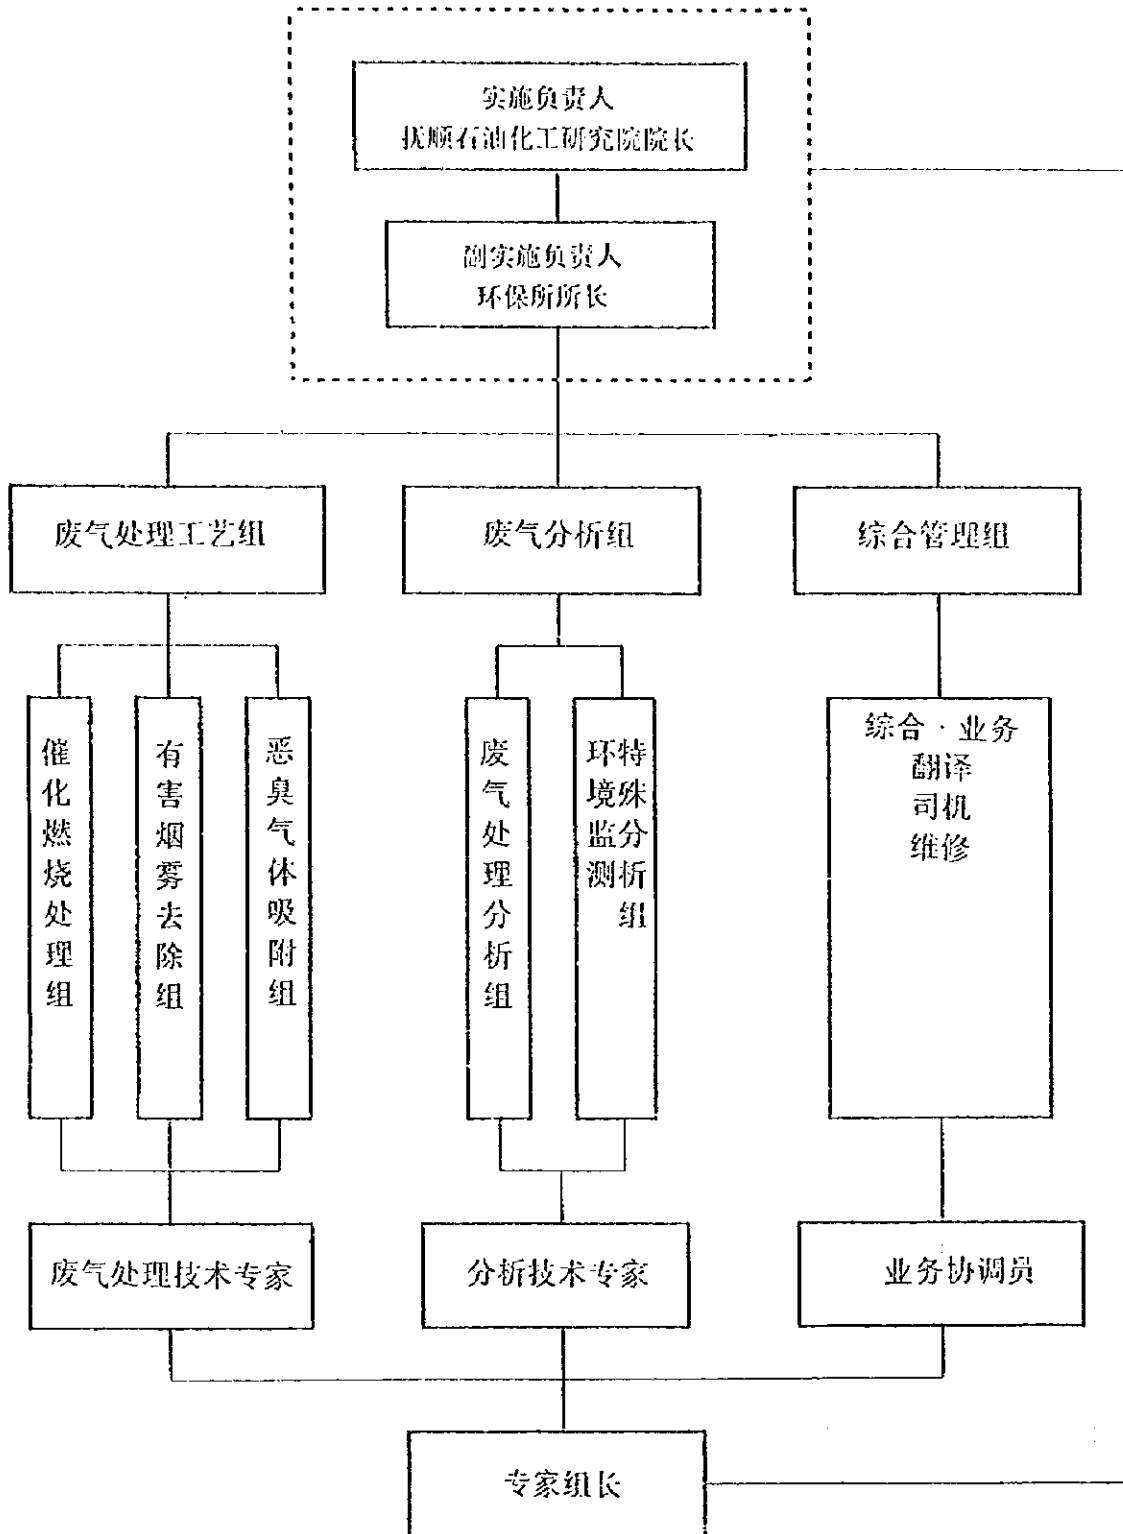 实施负责人
抚顺石油化工研究院院长
副实施负责人
环保所所长
废气处理工艺组
废气分析组
综合管理组
催化燃烧处理组
有害烟雾去除组
恶臭气体吸附组
废气处理分析组
特殊分析组
环境监测
综合·业务
翻译
司机
维修
废气处理技术专家
分析技术专家
业务协调员
专家组长